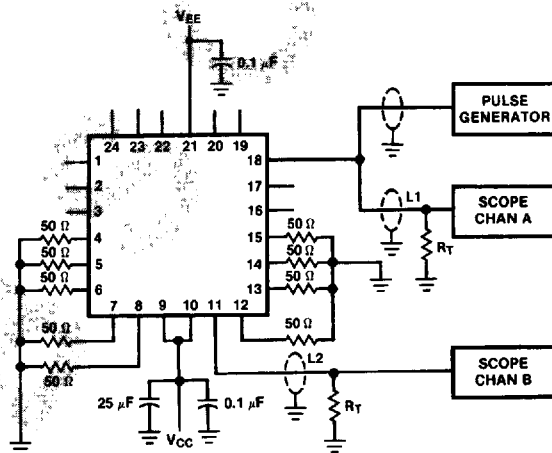 VEE
0.1 μF
24 23 22 21 20 19
PULSE
GENERATOR
1
18
2
17
L1
SCOPE
CHAN A
3
16
50 Ω
4
15
50 Ω
RT
50 Ω
5
14
50 Ω
50 Ω
6
13
50 Ω
7 8 9 10 11 12
50 Ω
50 Ω
50 Ω
L2
SCOPE
CHAN B
25 μF
0.1 μF
RT
VCC